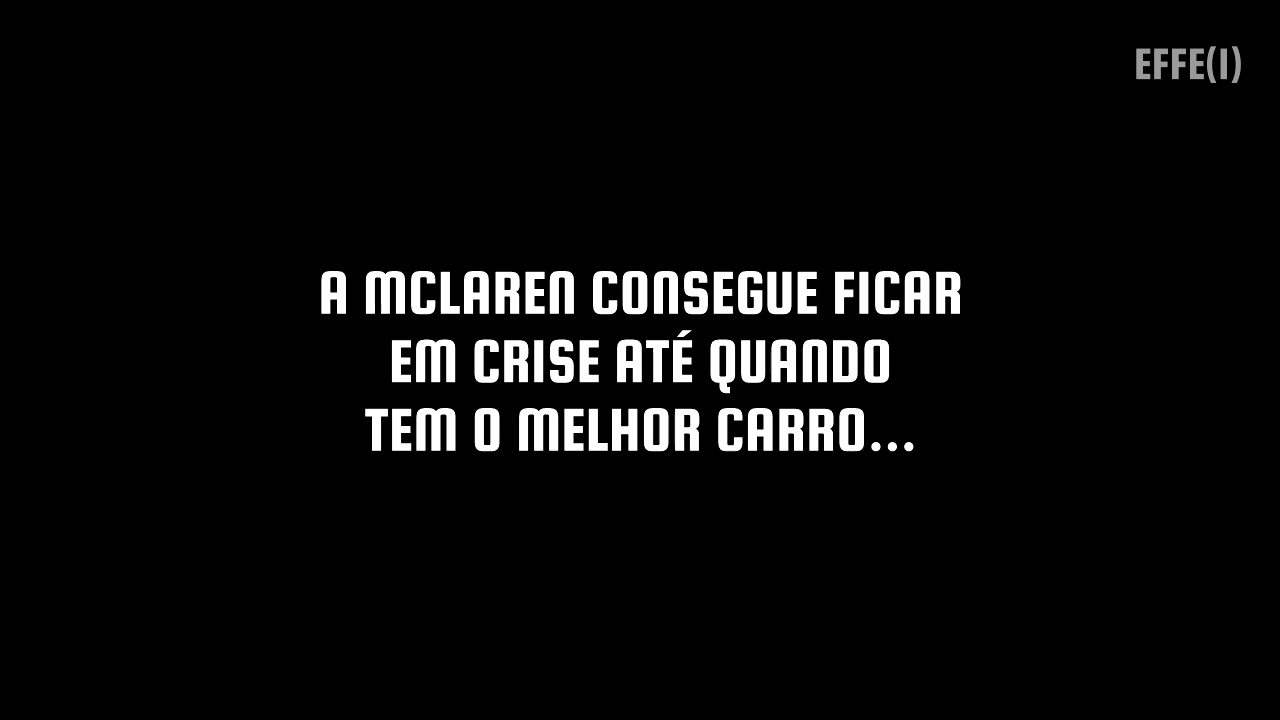 EFFE(I)
A MCLAREN CONSEGUE FICAR
EM CRISE ATÉ QUANDO
TEM O MELHOR CARRO...